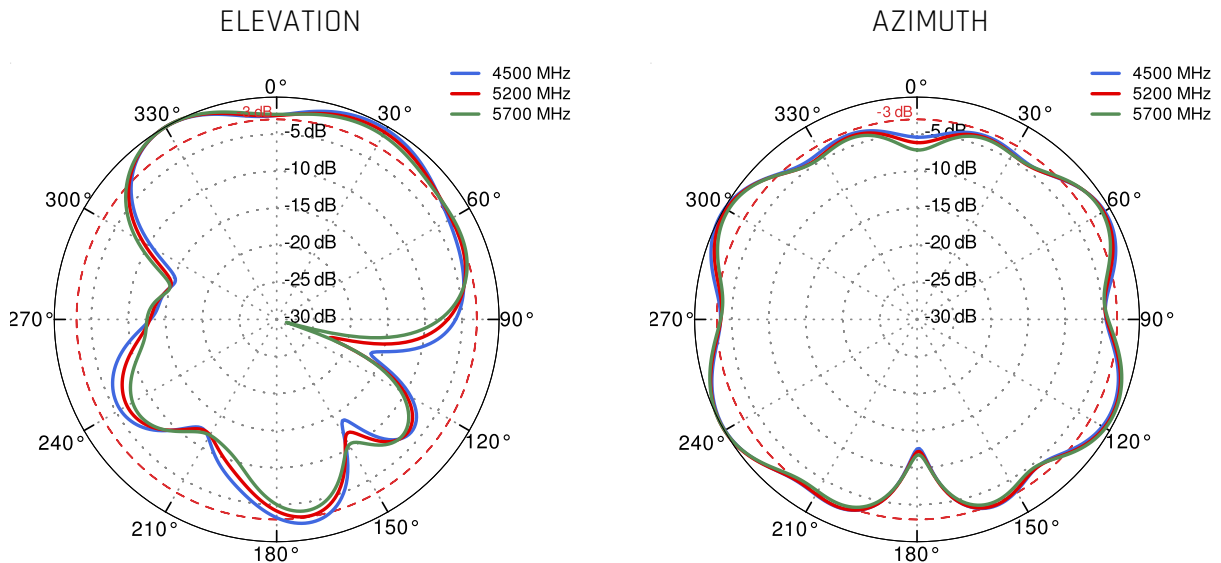 ELEVATION
4500 MHz
5200 MHz
5700 MHz
0°
330°
-3 dB
30°
-5 dB
-10 dB
300°
60°
-15 dB
-20 dB
-25 dB
270°
-30 dB
90°
240°
120°
210°
150°
180°
AZIMUTH
4500 MHz
5200 MHz
5700 MHz
0°
330°
-3 dB
30°
-5 dB
-10 dB
300°
60°
-15 dB
-20 dB
-25 dB
270°
-30 dB
90°
240°
120°
210°
150°
180°